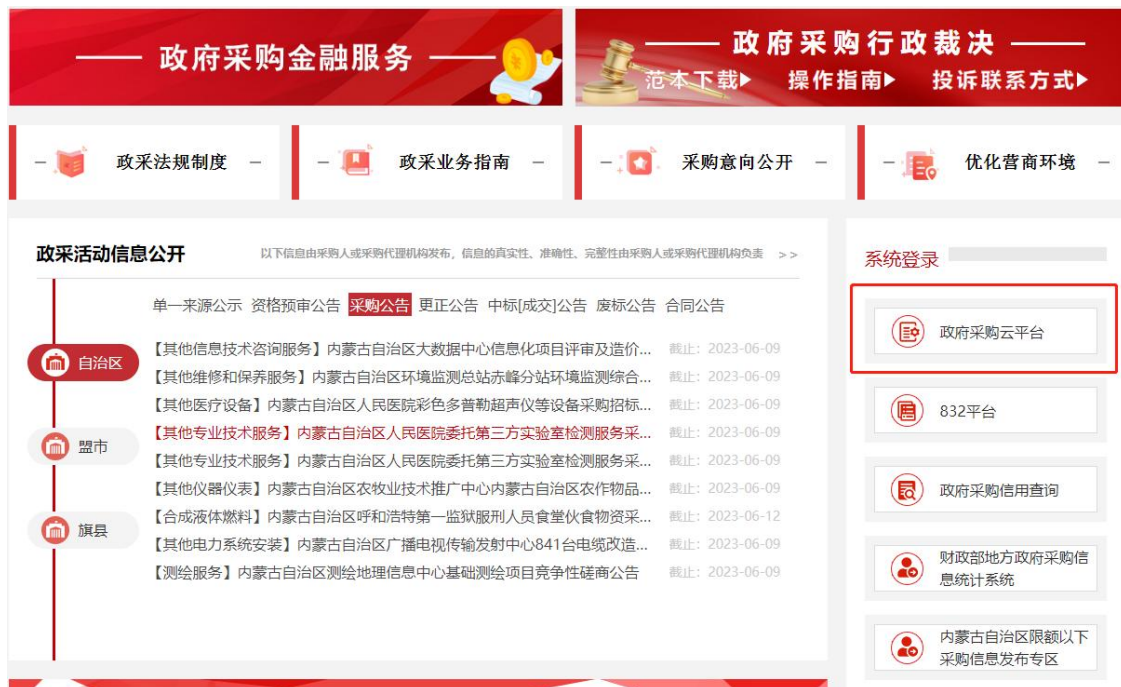 政府采购金融服务
政府采购行政裁决
范本下载 操作指南 投诉联系方式
政采法规制度
政采业务指南
采购意向公开
优化营商环境
政采活动信息公开
以下信息由采购人或采购代理机构发布，信息的真实性、准确性、完整性由采购人或采购代理机构负责 >>
单一来源公示 资格预审公告 采购公告 更正公告 中标[成交]公告 废标公告 合同公告
自治区
盟市
旗县
【其他信息技术咨询服务】内蒙古自治区大数据中心信息化项目评审及造价... 截止：2023-06-09
【其他维修和保养服务】内蒙古自治区环境监测总站赤峰分站环境监测综合... 截止：2023-06-09
【其他医疗设备】内蒙古自治区人民医院彩色多普勒超声仪等设备采购招标... 截止：2023-06-09
【其他专业技术服务】内蒙古自治区人民医院委托第三方实验室检测服务采... 截止：2023-06-09
【其他专业技术服务】内蒙古自治区人民医院委托第三方实验室检测服务采... 截止：2023-06-09
【其他仪器仪表】内蒙古自治区农牧业技术推广中心内蒙古自治区农作物品... 截止：2023-06-09
【合成液体燃料】内蒙古自治区呼和浩特第一监狱服刑人员食堂伙食物资采... 截止：2023-06-12
【其他电力系统安装】内蒙古自治区广播电视传输发射中心841台电缆改造... 截止：2023-06-09
【测绘服务】内蒙古自治区测绘地理信息中心基础测绘项目竞争性磋商公告 截止：2023-06-09
系统登录
政府采购云平台
832平台
政府采购信用查询
财政部地方政府采购信
息统计系统
内蒙古自治区限额以下
采购信息发布专区